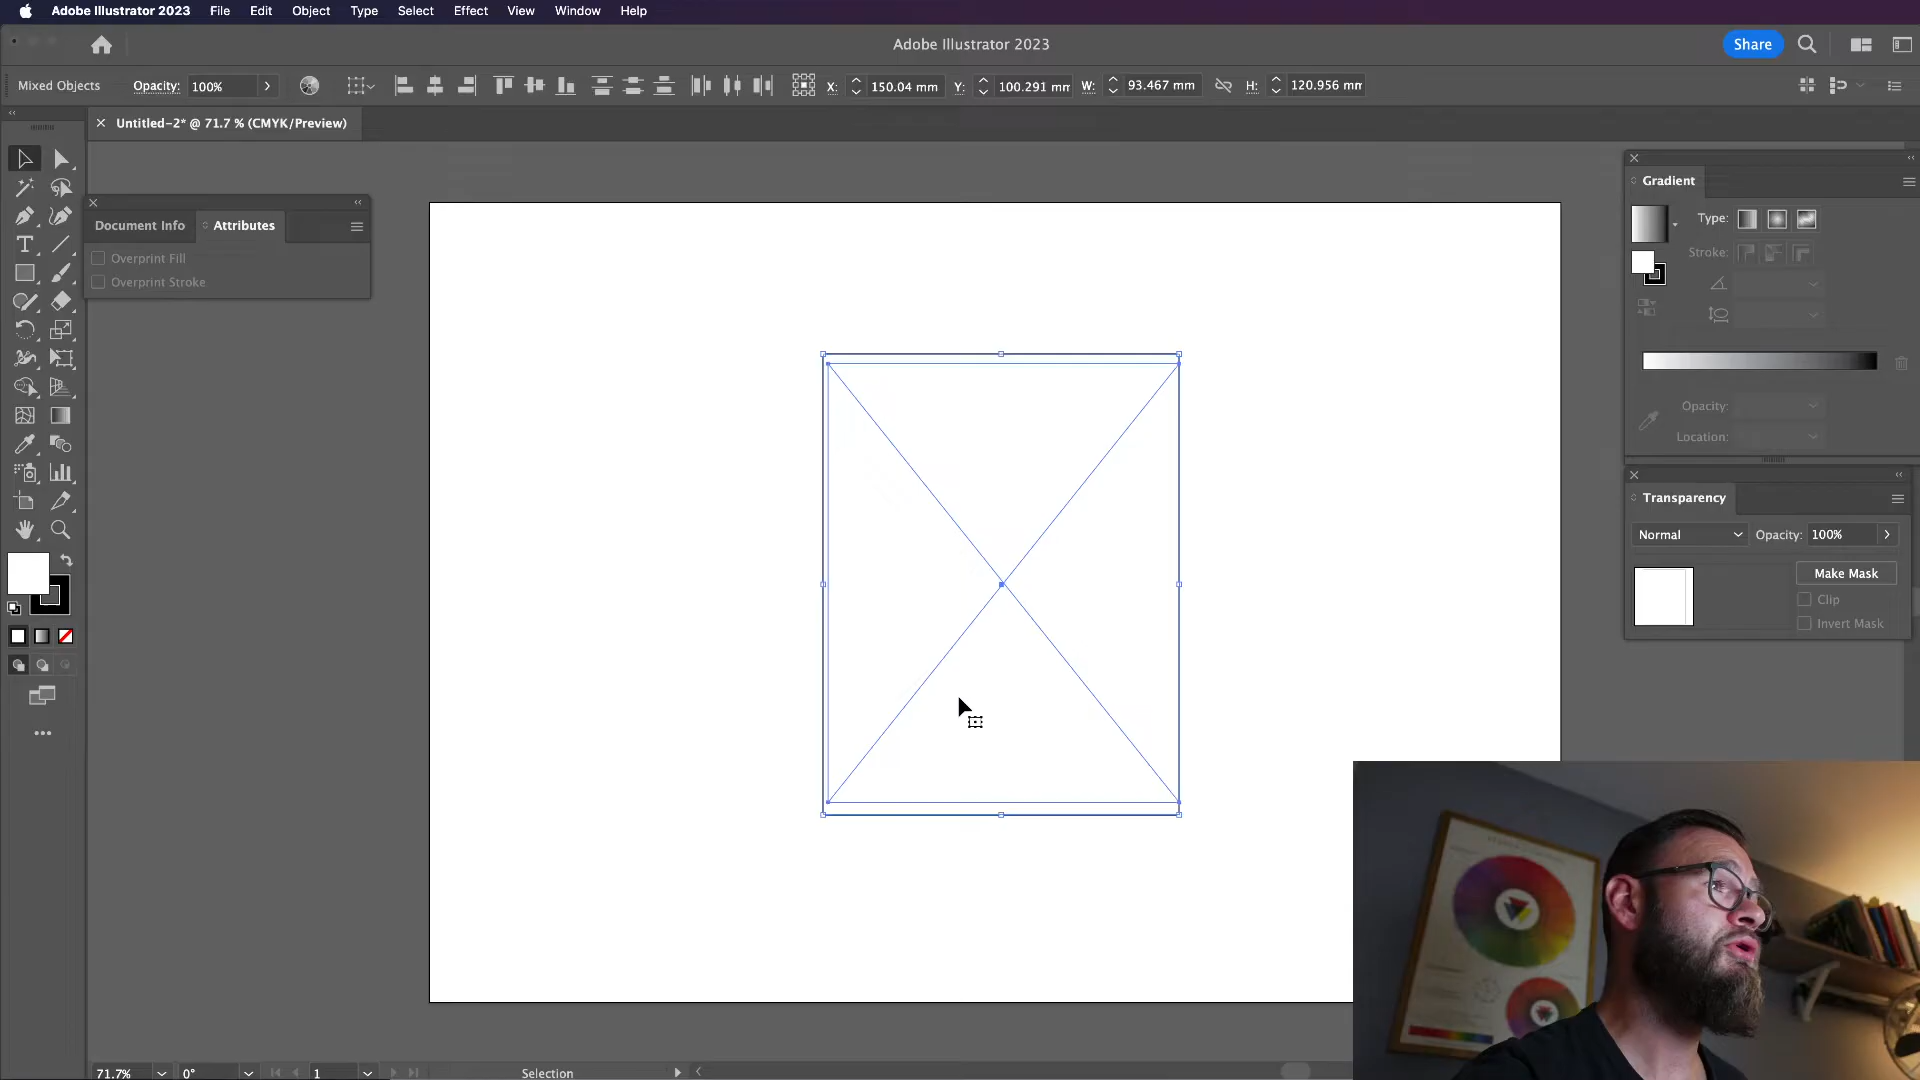 Adobe Illustrator 2023 File Edit Object Type Select Effect View Window Help
Adobe Illustrator 2023
Share
Mixed Objects Opacity: 100% X: 150.04 mm Y: 100.291 mm W: 93.467 mm H: 120.956 mm
Untitled-2* @ 71.7 % (CMYK/Preview)
Document Info Attributes
Overprint Fill
Overprint Stroke
Gradient
Type:
Stroke:
Opacity:
Location:
Transparency
Normal Opacity: 100%
Make Mask
Clip
Invert Mask
71.7% 0° 1 Selection